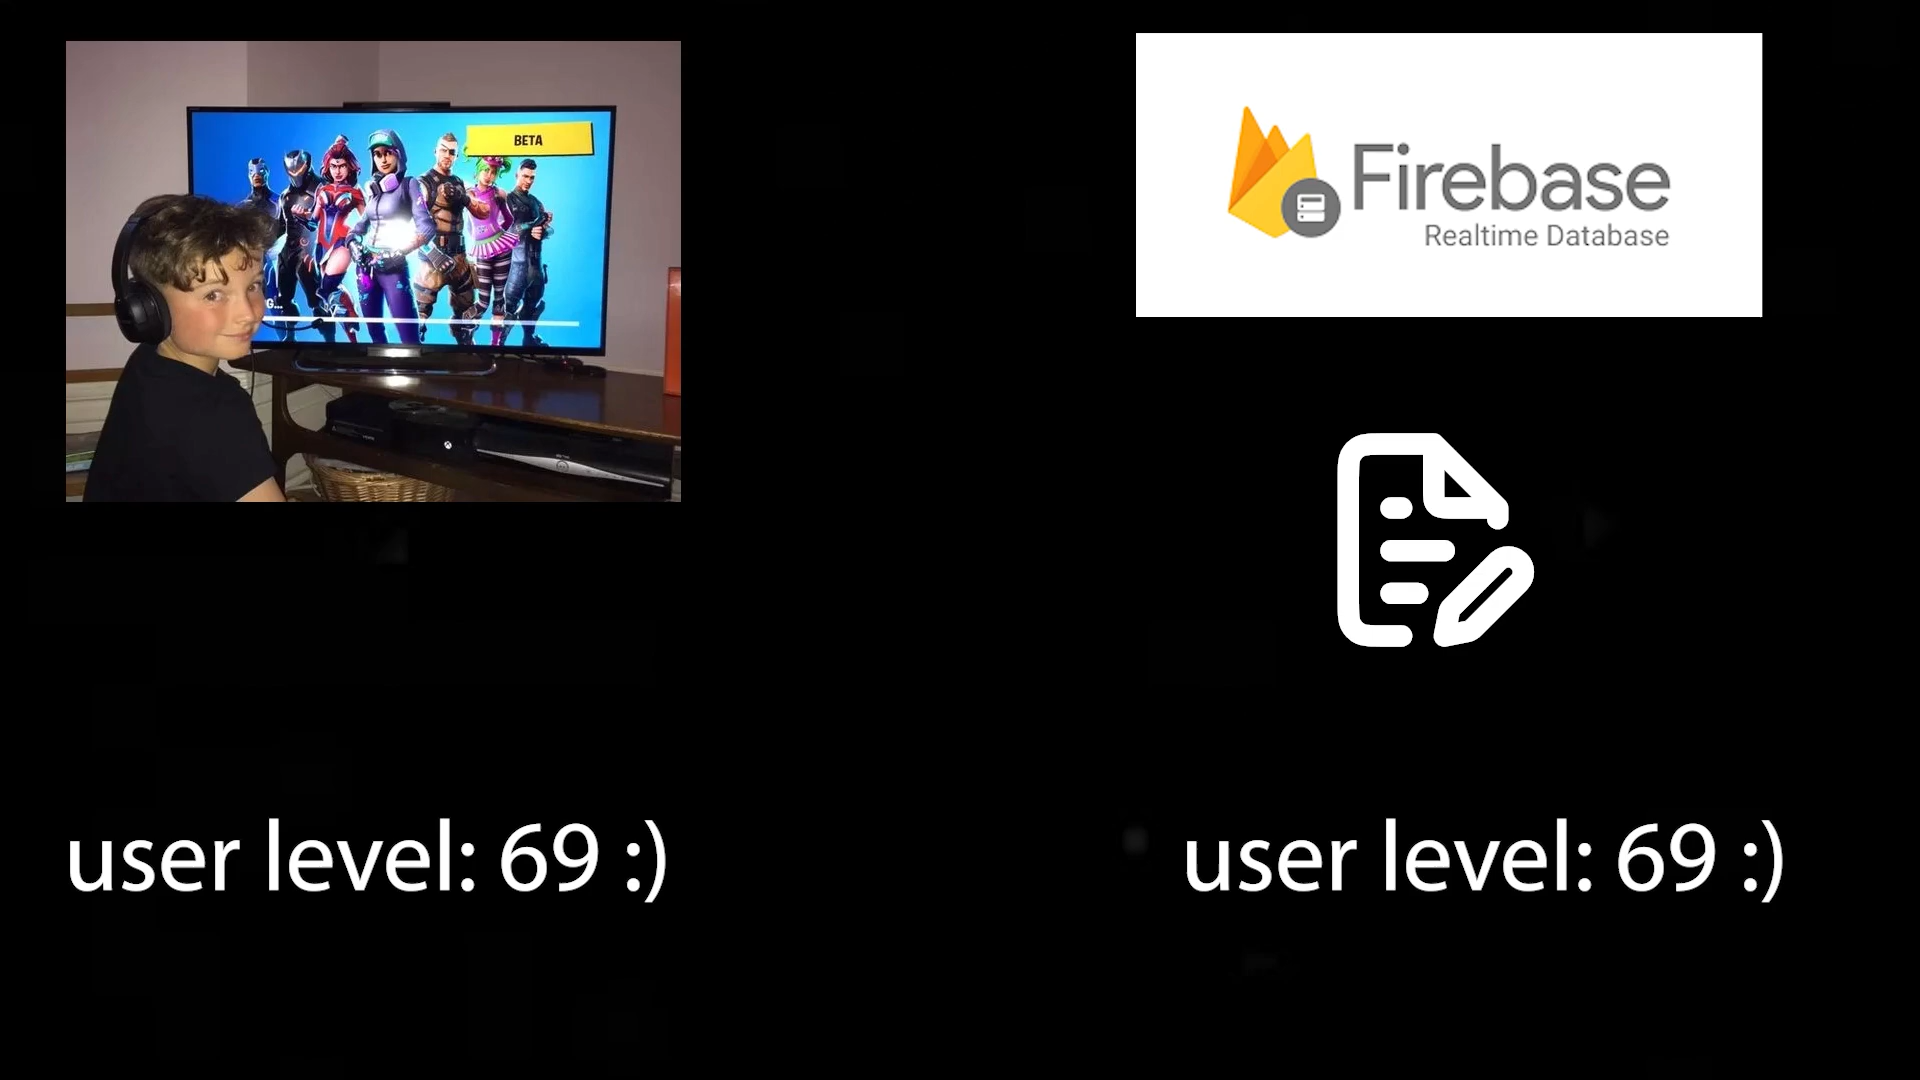 BETA
G...
Firebase
Realtime Database
user level: 69 :)
user level: 69 :)